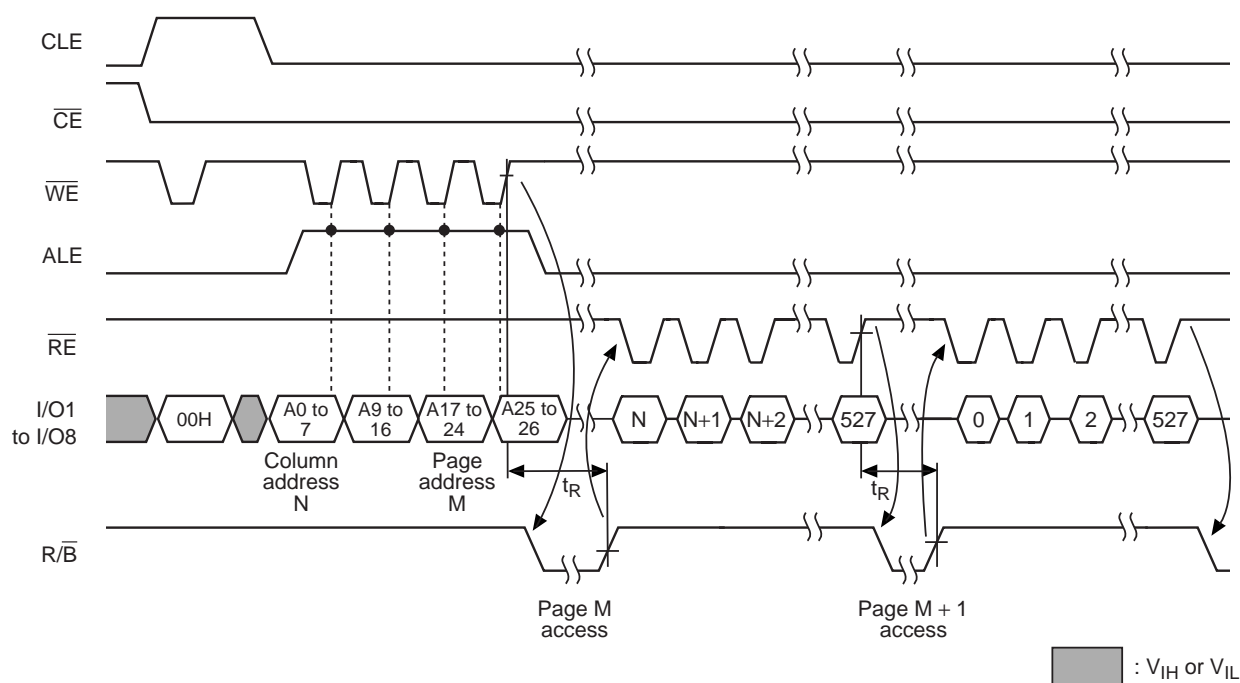 CLE
CE
WE
ALE
RE
I/O1
to I/O8
00H
A0 to
7
A9 to
16
A17 to
24
A25 to
26
N
N+1
N+2
527
0
1
2
527
Column
address
N
Page
address
M
tR
tR
R/B
Page M
access
Page M + 1
access
: VIH or VIL